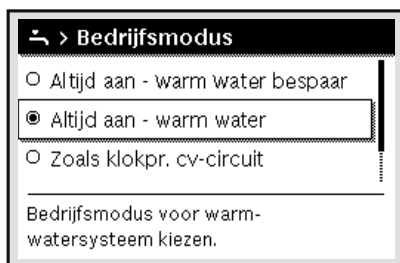 > Bedrijfsmodus
Altijd aan - warm water bespaar
Altijd aan - warm water
Zoals klokpr. cv-circuit
Bedrijfsmodus voor warm-
watersysteem kiezen.